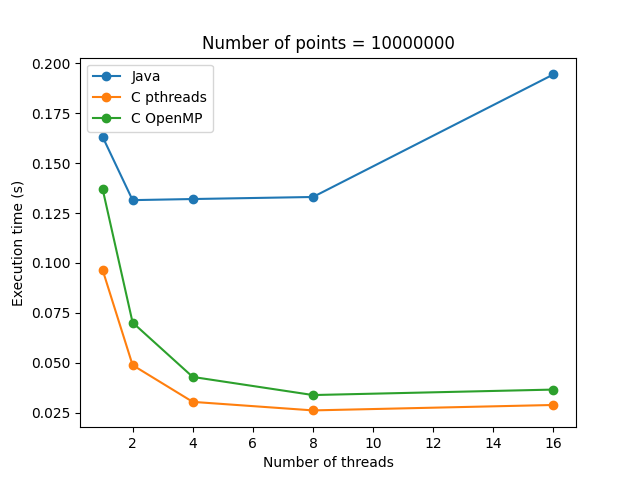 Number of points = 10000000
Java
C pthreads
C OpenMP
Execution time (s)
0.200
0.175
0.150
0.125
0.100
0.075
0.050
0.025
2 4 6 8 10 12 14 16
Number of threads